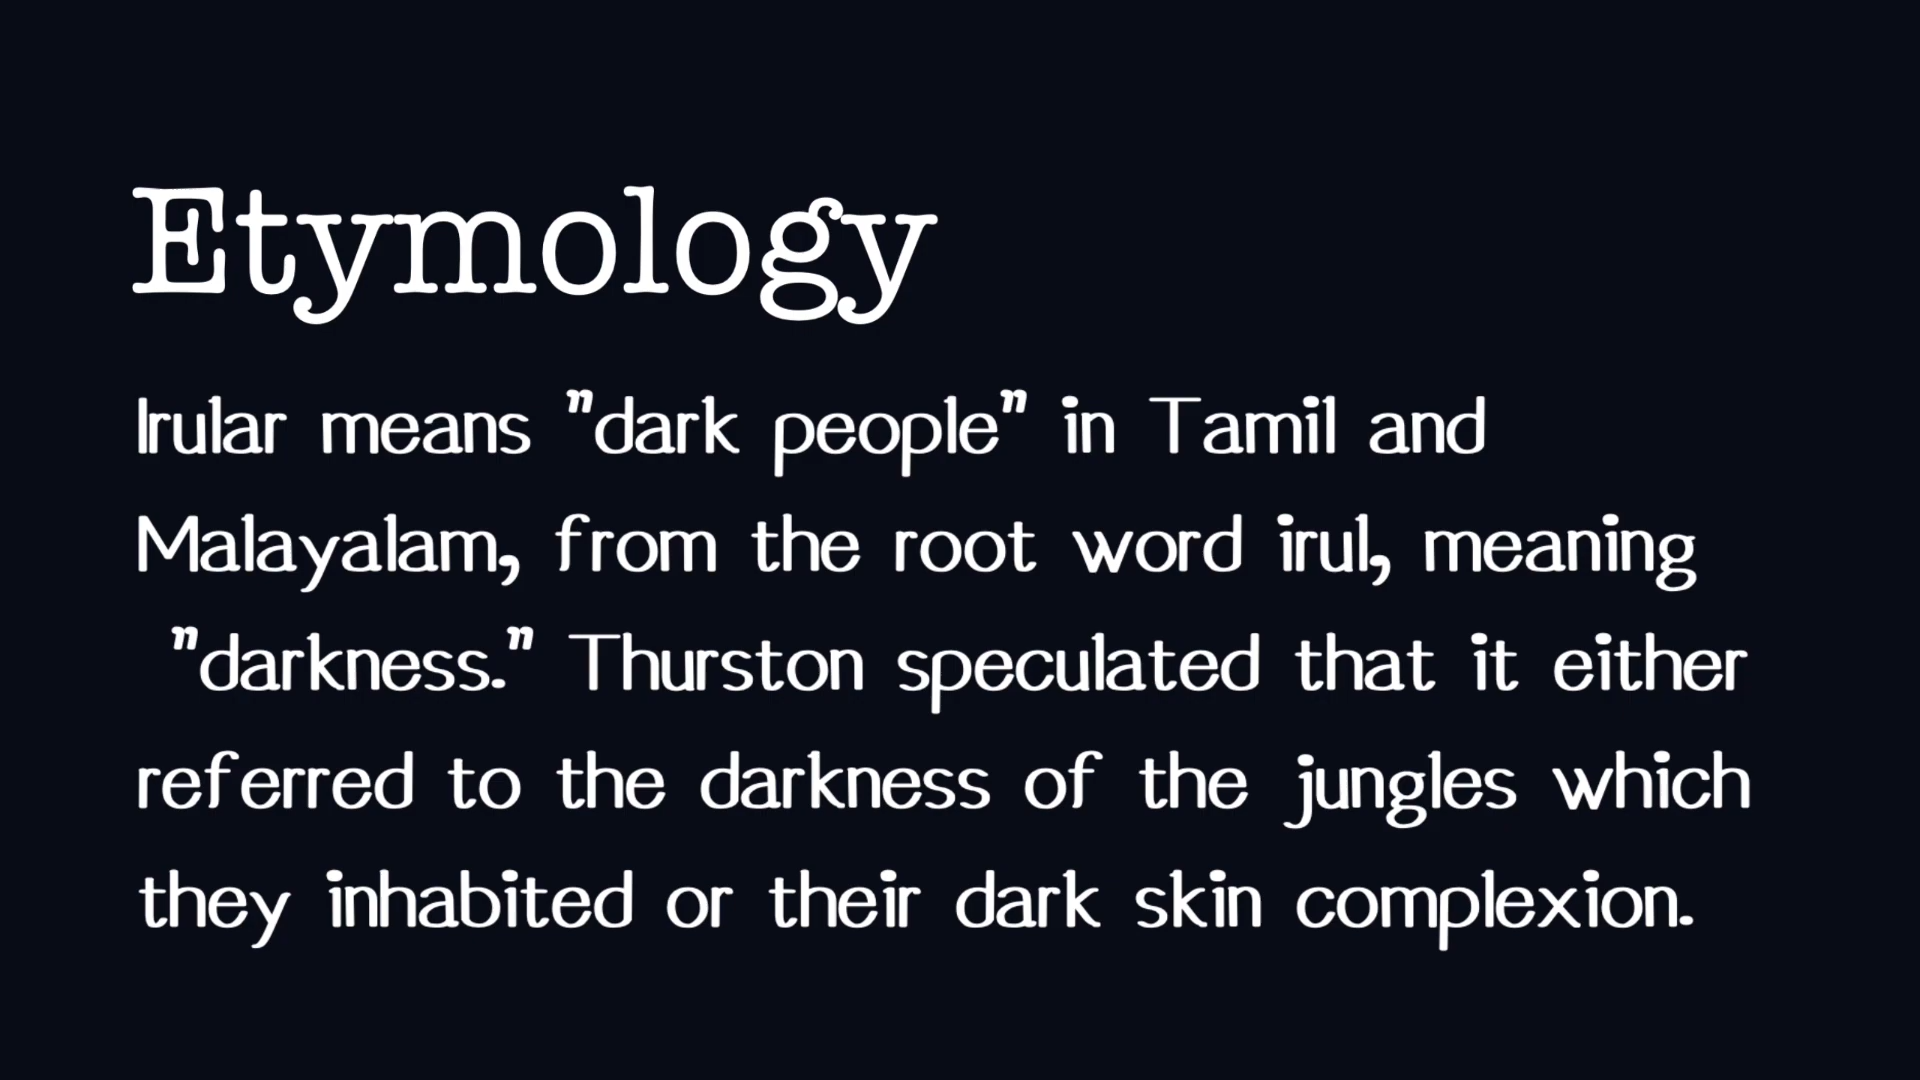 Etymology
Irular means "dark people" in Tamil and
Malayalam, from the root word irul, meaning
"darkness." Thurston speculated that it either
referred to the darkness of the jungles which
they inhabited or their dark skin complexion.